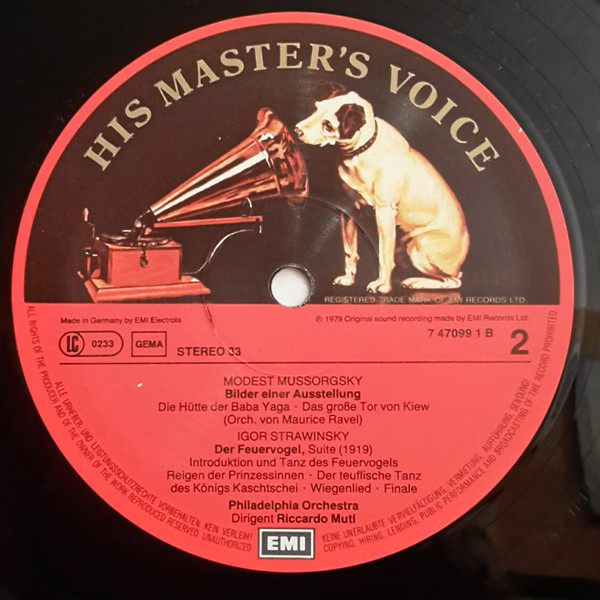 HIS MASTER'S VOICE
REGISTERED TRADE MARK OF EMI RECORDS LTD
Made in Germany by EMI Electrola
℗ 1979 Original sound recording made by EMI Records Ltd.
LC 0233
GEMA
STEREO 33
7 47099 1 B
2
MODEST MUSSORGSKY
Bilder einer Ausstellung
Die Hütte der Baba Yaga · Das große Tor von Kiew
(Orch. von Maurice Ravel)
IGOR STRAWINSKY
Der Feuervogel, Suite (1919)
Introduktion und Tanz des Feuervogels
Reigen der Prinzessinnen · Der teuflische Tanz
des Königs Kaschtschei · Wiegenlied · Finale
Philadelphia Orchestra
Dirigent Riccardo Muti
EMI
ALLE URHEBER- UND LEISTUNGSSCHUTZRECHTE VORBEHALTEN. KEIN VERLEIH!
ALL RIGHTS OF THE PRODUCER AND OF THE OWNER OF THE WORK REPRODUCED RESERVED. UNAUTHORIZED
KEINE UNERLAUBTE VERVIELFÄLTIGUNG, VERMIETUNG, AUFFÜHRUNG, SENDUNG!
COPYING, HIRING, LENDING, PUBLIC PERFORMANCE AND BROADCASTING OF THE RECORD PROHIBITED.